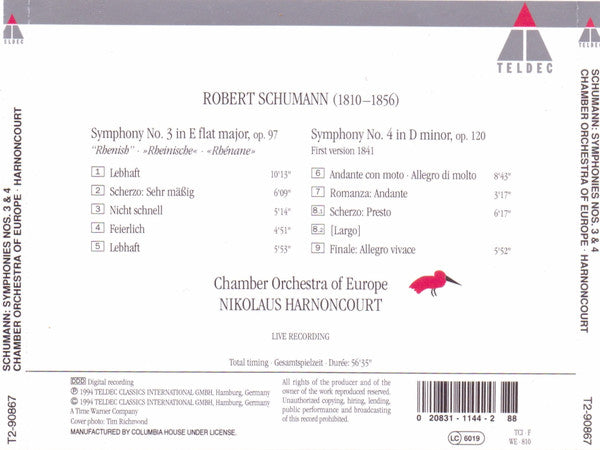 SCHUMANN: SYMPHONIES NOS. 3 & 4
CHAMBER ORCHESTRA OF EUROPE · HARNONCOURT
T2-90867
TELDEC
ROBERT SCHUMANN (1810–1856)
Symphony No. 3 in E flat major, op. 97
"Rhenish" · »Rheinische« · «Rhénane»
1 Lebhaft 10'13"
2 Scherzo: Sehr mäßig 6'09"
3 Nicht schnell 5'14"
4 Feierlich 4'51"
5 Lebhaft 5'53"
Symphony No. 4 in D minor, op. 120
First version 1841
6 Andante con moto · Allegro di molto 8'43"
7 Romanza: Andante 3'17"
8.1 Scherzo: Presto 6'17"
8.2 [Largo]
9 Finale: Allegro vivace 5'52"
Chamber Orchestra of Europe
NIKOLAUS HARNONCOURT
LIVE RECORDING
Total timing · Gesamtspielzeit · Durée: 56'35"
DDD Digital recording
Ⓟ 1994 TELDEC CLASSICS INTERNATIONAL GMBH, Hamburg, Germany
© 1994 TELDEC CLASSICS INTERNATIONAL GMBH, Hamburg, Germany
A Time Warner Company
Cover photo: Tim Richmond
MANUFACTURED BY COLUMBIA HOUSE UNDER LICENSE.
All rights of the producer and of the
owner of the work reproduced reserved.
Unauthorized copying, hiring, lending,
public performance and broadcasting
of this record prohibited.
0 20831-1144-2 88
LC 6019
TCI - F
WE 810
TELDEC
SCHUMANN: SYMPHONIES NOS. 3 & 4
CHAMBER ORCHESTRA OF EUROPE · HARNONCOURT
T2-90867